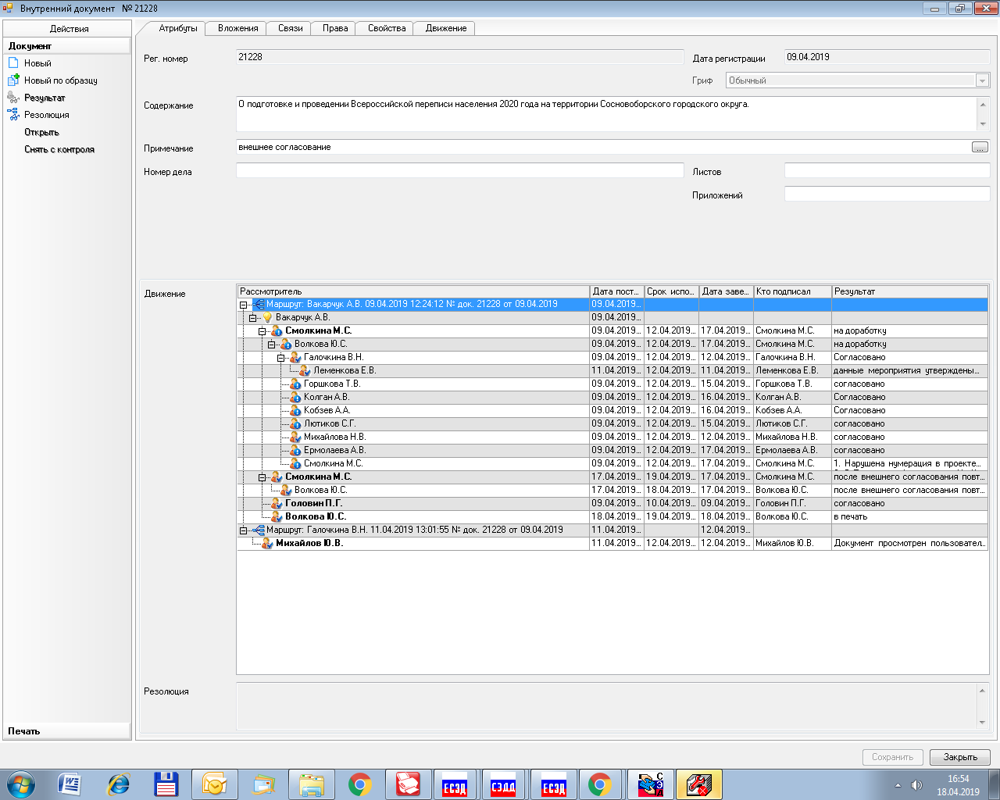 Внутренний документ № 21228
Действия
Документ
Новый
Новый по образцу
Результат
Резолюция
Открыть
Снять с контроля
Печать
Атрибуты Вложения Связи Права Свойства Движение
Рег. номер 21228 Дата регистрации 09.04.2019
Гриф Обычный
Содержание О подготовке и проведении Всероссийской переписи населения 2020 года на территории Сосновоборского городского округа.
Примечание внешнее согласование ...
Номер дела Листов
Приложений
Движение
Рассмотритель Дата пост... Срок испо... Дата заве... Кто подписал Результат
Маршрут: Вакарчук А.В. 09.04.2019 12:24:12 № док. 21228 от 09.04.2019 09.04.2019...
Вакарчук А.В. 09.04.2019...
Смолкина М.С. 09.04.2019... 12.04.2019... 17.04.2019... Смолкина М.С. на доработку
Волкова Ю.С. 09.04.2019... 12.04.2019... 17.04.2019... Смолкина М.С. на доработку
Галочкина В.Н. 09.04.2019... 12.04.2019... 12.04.2019... Галочкина В.Н. Согласовано
Леменкова Е.В. 11.04.2019... 12.04.2019... 11.04.2019... Леменкова Е.В. данные мероприятия утверждены...
Горшкова Т.В. 09.04.2019... 12.04.2019... 15.04.2019... Горшкова Т.В. согласовано
Колган А.В. 09.04.2019... 12.04.2019... 16.04.2019... Колган А.В. Согласовано
Кобзев А.А. 09.04.2019... 12.04.2019... 16.04.2019... Кобзев А.А. Согласовано
Лютиков С.Г. 09.04.2019... 12.04.2019... 15.04.2019... Лютиков С.Г. согласовано
Михайлова Н.В. 09.04.2019... 12.04.2019... 12.04.2019... Михайлова Н.В. согласовано
Ермолаева А.В. 09.04.2019... 12.04.2019... 17.04.2019... Ермолаева А.В. согласовано
Смолкина М.С. 09.04.2019... 12.04.2019... 17.04.2019... Смолкина М.С. 1. Нарушена нумерация в проекте...
Смолкина М.С. 17.04.2019... 19.04.2019... 17.04.2019... Смолкина М.С. после внешнего согласования повт...
Волкова Ю.С. 17.04.2019... 18.04.2019... 17.04.2019... Волкова Ю.С. после внешнего согласования повт...
Головин П.Г. 09.04.2019... 10.04.2019... 09.04.2019... Головин П.Г. согласовано
Волкова Ю.С. 18.04.2019... 19.04.2019... 18.04.2019... Волкова Ю.С. в печать
Маршрут: Галочкина В.Н. 11.04.2019 13:01:55 № док. 21228 от 09.04.2019 11.04.2019... 12.04.2019...
Михайлов Ю.В. 11.04.2019... 12.04.2019... 12.04.2019... Михайлов Ю.В. Документ просмотрен пользовател...
Резолюция
Сохранить Закрыть
ЕСЭД СЭДД ЕСЭД СЭД
16:54
18.04.2019